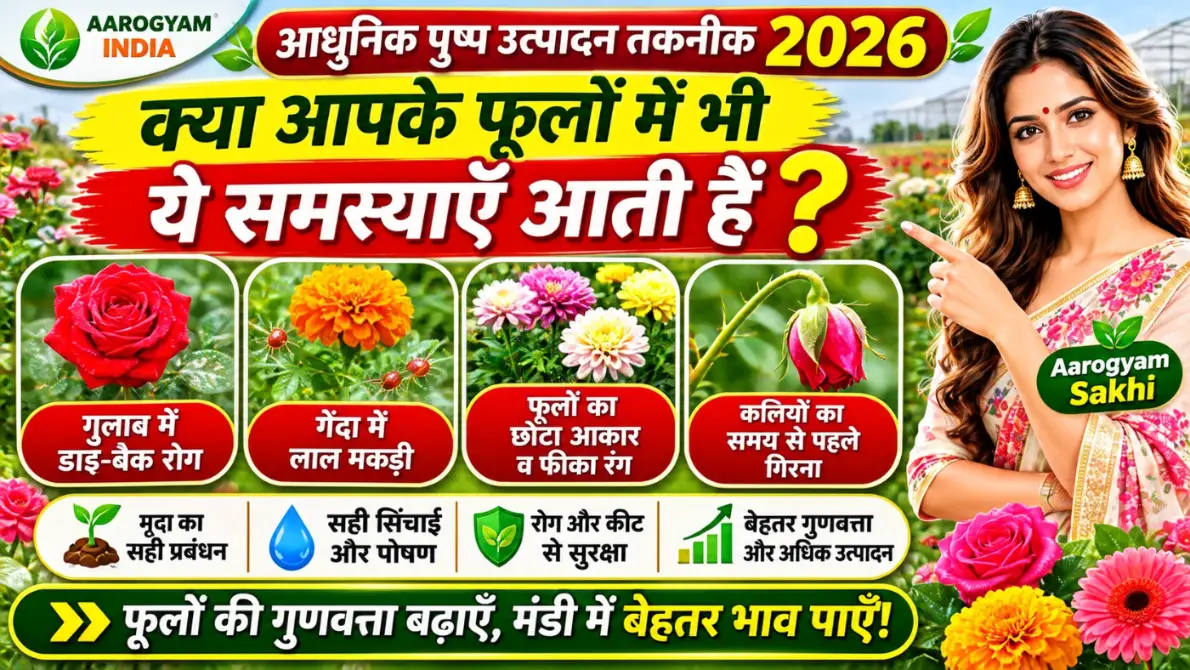 AAROGYAM
INDIA
आधुनिक पुष्प उत्पादन तकनीक 2026
क्या आपके फूलों में भी
ये समस्याएँ आती हैं ?
गुलाब में
डाइ-बैक रोग
गेंदा में
लाल मकड़ी
फूलों का
छोटा आकार
व फीका रंग
कलियों का
समय से पहले
गिरना
Aarogyam
Sakhi
मृदा का
सही प्रबंधन
सही सिंचाई
और पोषण
रोग और कीट
से सुरक्षा
बेहतर गुणवत्ता
और अधिक उत्पादन
फूलों की गुणवत्ता बढ़ाएँ, मंडी में बेहतर भाव पाएँ!